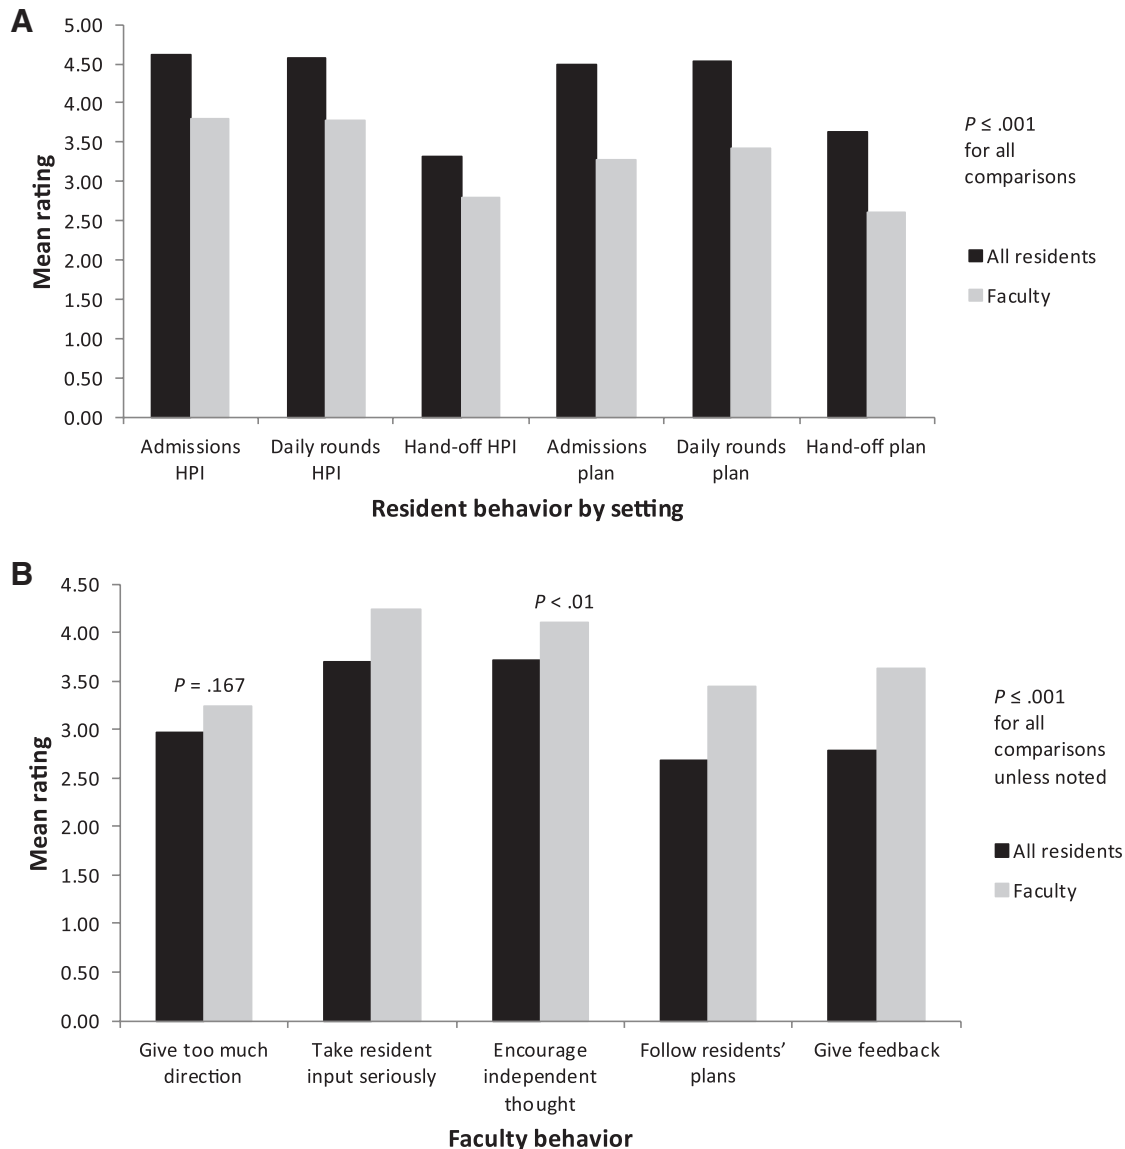 A
5.00
4.50
4.00
3.50
3.00
2.50
2.00
1.50
1.00
0.50
0.00
Mean rating
Admissions HPI
Daily rounds HPI
Hand-off HPI
Admissions plan
Daily rounds plan
Hand-off plan
Resident behavior by setting
P ≤ .001
for all
comparisons
All residents
Faculty
B
4.50
4.00
3.50
3.00
2.50
2.00
1.50
1.00
0.50
0.00
Mean rating
P = .167
P < .01
Give too much direction
Take resident input seriously
Encourage independent thought
Follow residents’ plans
Give feedback
Faculty behavior
P ≤ .001
for all
comparisons
unless noted
All residents
Faculty